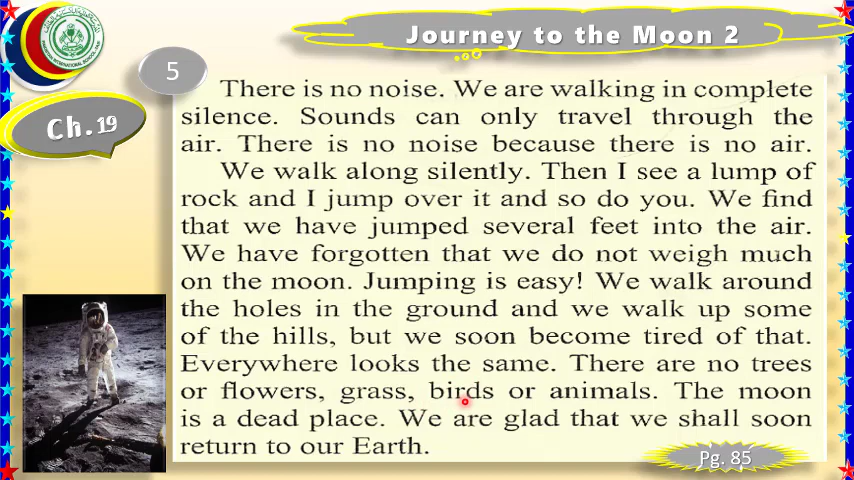 Journey to the Moon 2
5
Ch.19
There is no noise. We are walking in complete
silence. Sounds can only travel through the
air. There is no noise because there is no air.
We walk along silently. Then I see a lump of
rock and I jump over it and so do you. We find
that we have jumped several feet into the air.
We have forgotten that we do not weigh much
on the moon. Jumping is easy! We walk around
the holes in the ground and we walk up some
of the hills, but we soon become tired of that.
Everywhere looks the same. There are no trees
or flowers, grass, birds or animals. The moon
is a dead place. We are glad that we shall soon
return to our Earth.
Pg. 85